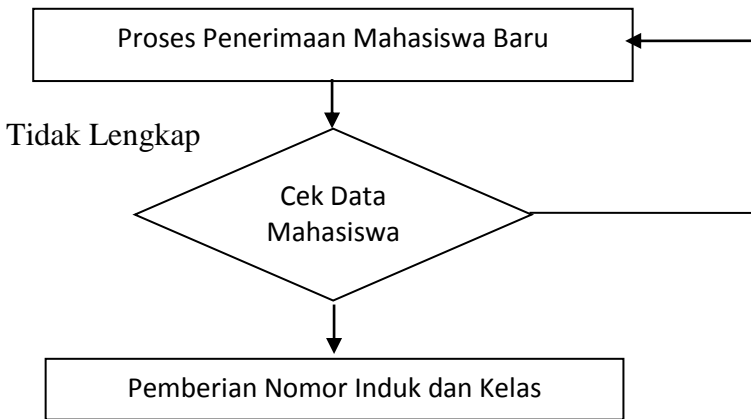 Proses Penerimaan Mahasiswa Baru
Tidak Lengkap
Cek Data
Mahasiswa
Pemberian Nomor Induk dan Kelas